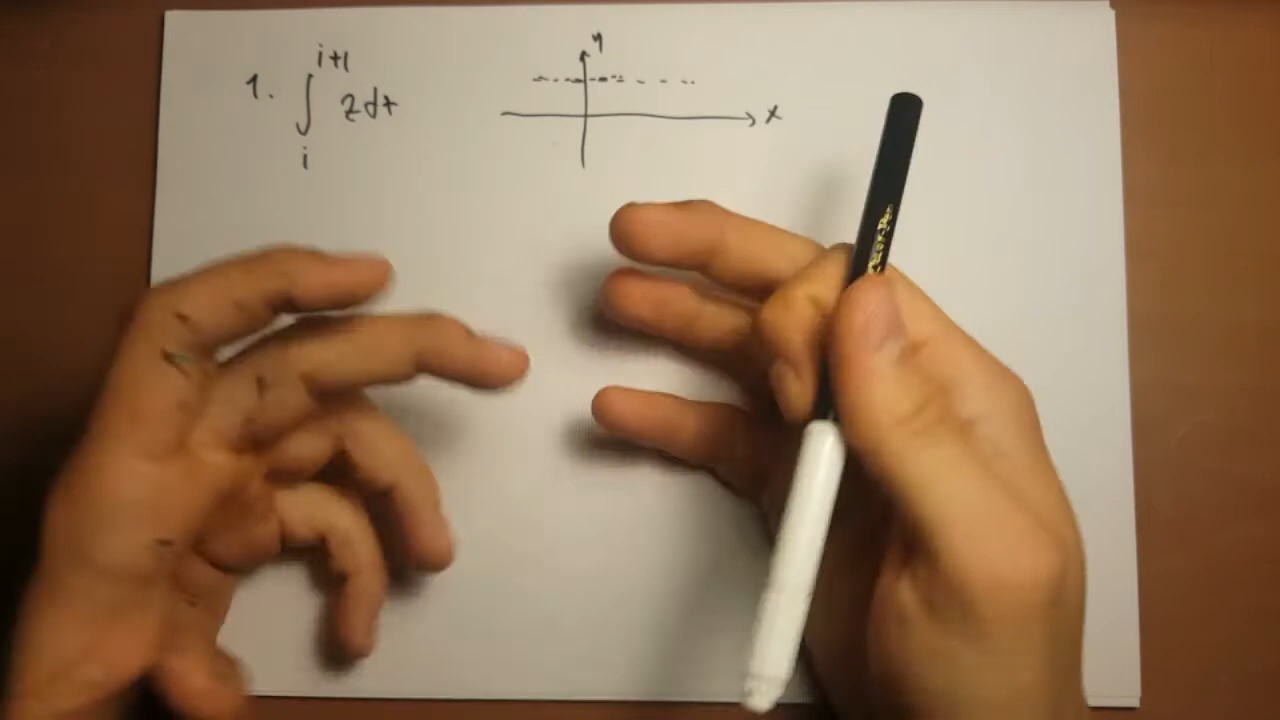 1. ∫ i i+1 z dz
y
x